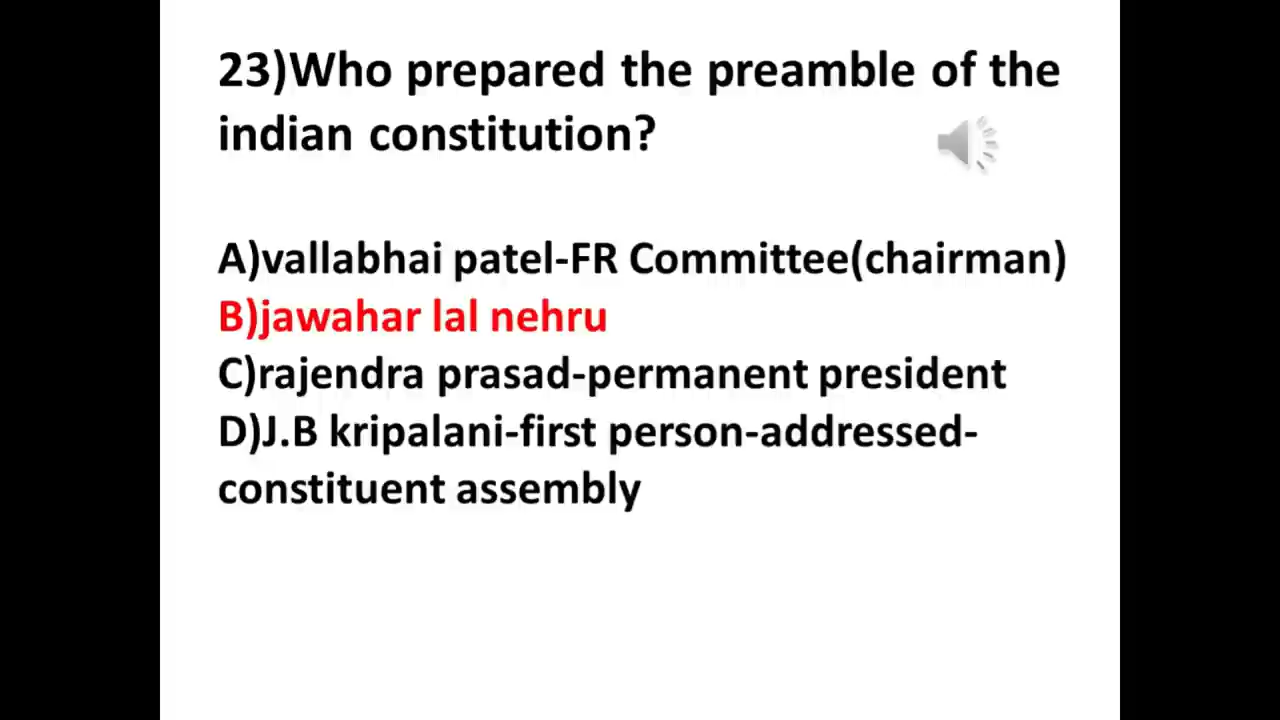 23)Who prepared the preamble of the
indian constitution?
A)vallabhai patel-FR Committee(chairman)
B)jawahar lal nehru
C)rajendra prasad-permanent president
D)J.B kripalani-first person-addressed-
constituent assembly